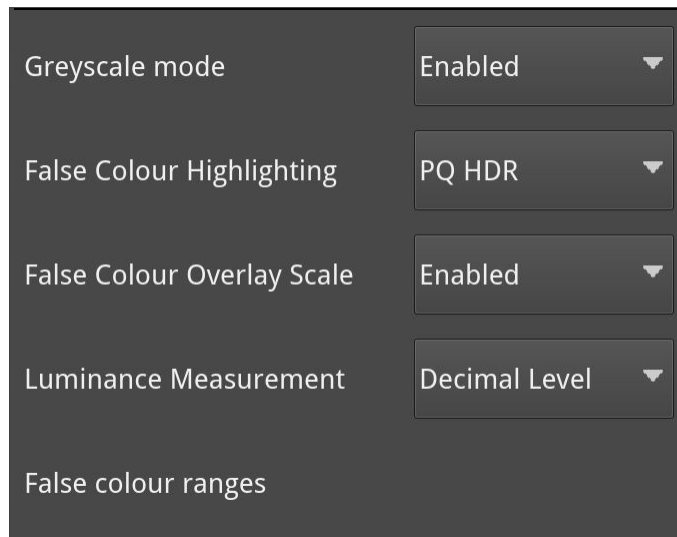 Greyscale mode Enabled
False Colour Highlighting PQ HDR
False Colour Overlay Scale Enabled
Luminance Measurement Decimal Level
False colour ranges